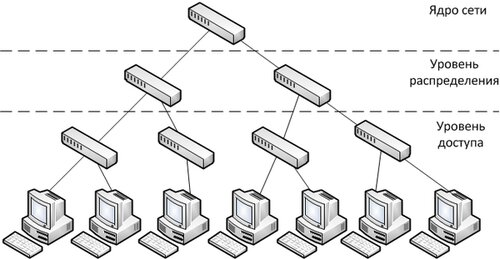 Ядро сети
Уровень
распределения
Уровень
доступа